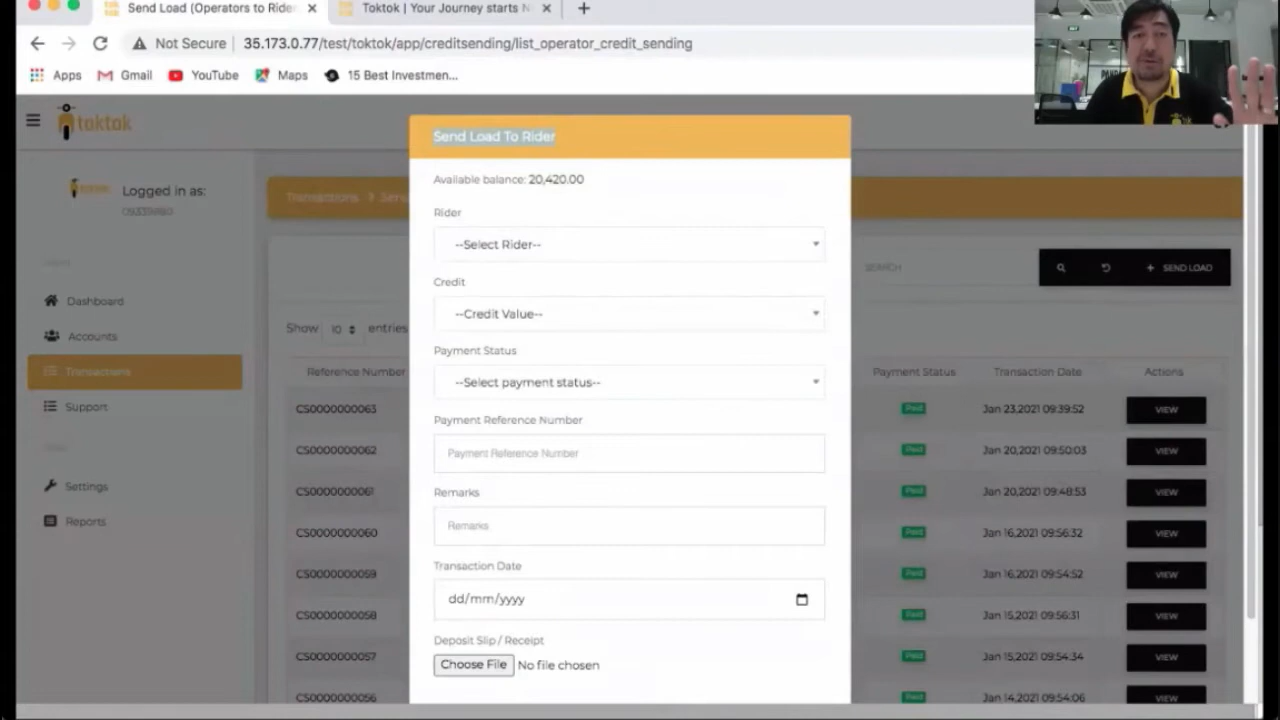 Send Load (Operators to Rider
Toktok | Your Journey starts N
Not Secure
35.173.0.77/test/toktok/app/creditsending/list_operator_credit_sending
Apps
Gmail
YouTube
Maps
15 Best Investmen...
toktok
Logged in as:
Dashboard
Accounts
Transactions
Support
Settings
Reports
Transactions
Send Load To Rider
Available balance: 20,420.00
Rider
--Select Rider--
Credit
--Credit Value--
Payment Status
--Select payment status--
Payment Reference Number
Payment Reference Number
Remarks
Remarks
Transaction Date
dd/mm/yyyy
Deposit Slip / Receipt
Choose File No file chosen
SEARCH
+ SEND LOAD
Show 10 entries
Reference Number
Payment Status
Transaction Date
Actions
CS0000000063 Paid Jan 23,2021 09:39:52 VIEW
CS0000000062 Paid Jan 20,2021 09:50:03 VIEW
CS0000000061 Paid Jan 20,2021 09:48:53 VIEW
CS0000000060 Paid Jan 16,2021 09:56:32 VIEW
CS0000000059 Paid Jan 16,2021 09:54:52 VIEW
CS0000000058 Paid Jan 15,2021 09:56:31 VIEW
CS0000000057 Paid Jan 15,2021 09:54:34 VIEW
CS0000000056 Paid Jan 14,2021 09:54:06 VIEW